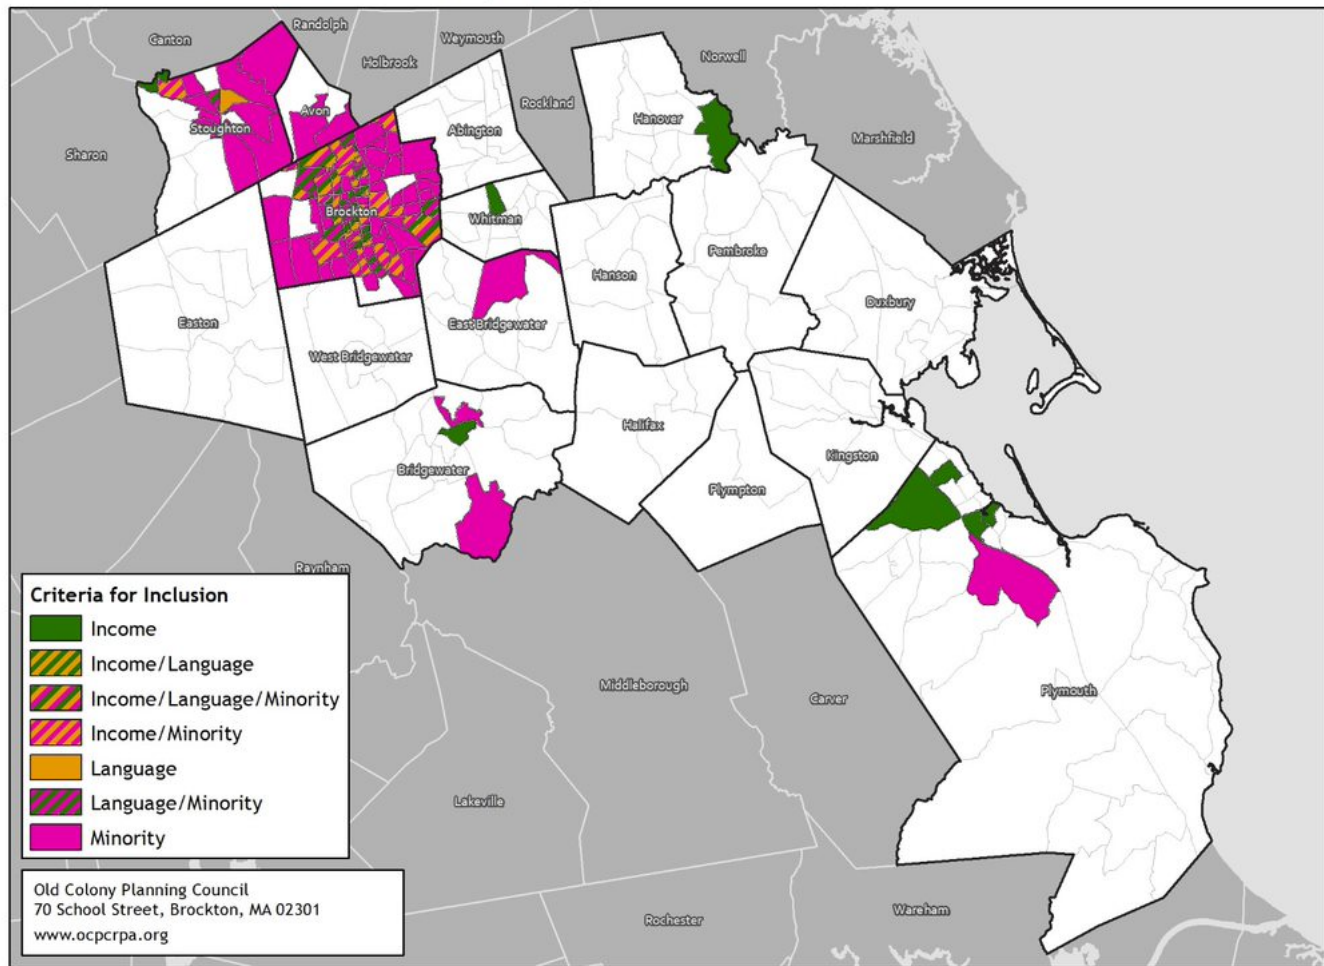 Randolph
Canton
Weymouth
Holbrook
Norwell
Rockland
Avon
Hanover
Stoughton
Abington
Marshfield
Sharon
Brockton
Whitman
Pembroke
Hanson
Duxbury
Easton
East Bridgewater
West Bridgewater
Halifax
Kingston
Bridgewater
Plympton
Raynham
Middleborough
Plymouth
Carver
Lakeville
Wareham
Rochester
Criteria for Inclusion
Income
Income/Language
Income/Language/Minority
Income/Minority
Language
Language/Minority
Minority
Old Colony Planning Council
70 School Street, Brockton, MA 02301
www.ocpcrpa.org